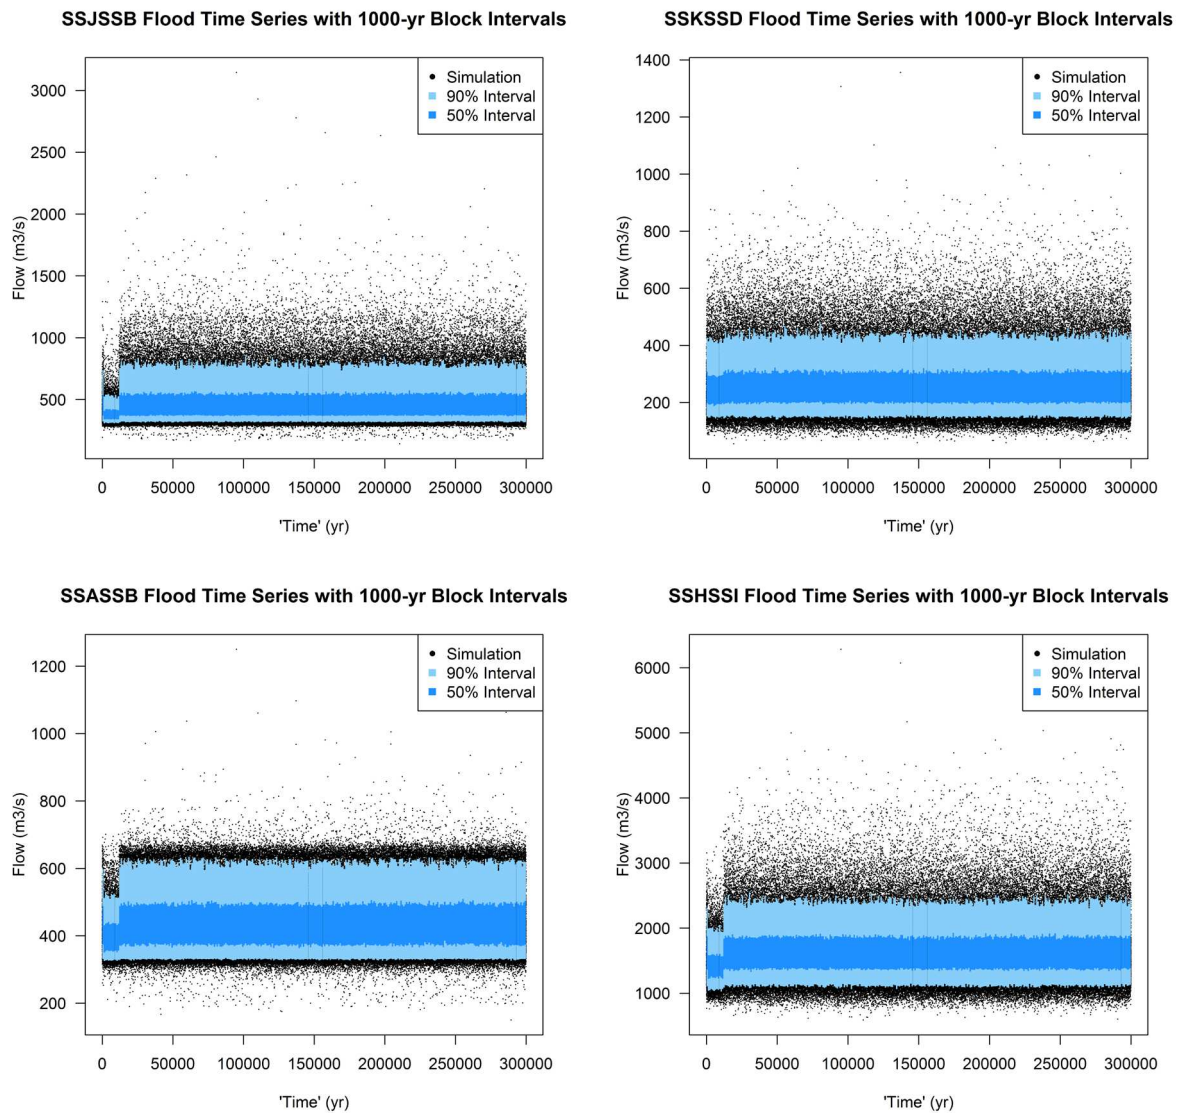 SSJSSB Flood Time Series with 1000-yr Block Intervals
Simulation
90% Interval
50% Interval
3000
2500
2000
1500
1000
500
Flow (m3/s)
0 50000 100000 150000 200000 250000 300000
'Time' (yr)
SSKSSD Flood Time Series with 1000-yr Block Intervals
Simulation
90% Interval
50% Interval
1400
1200
1000
800
600
400
200
Flow (m3/s)
0 50000 100000 150000 200000 250000 300000
'Time' (yr)
SSASSB Flood Time Series with 1000-yr Block Intervals
Simulation
90% Interval
50% Interval
1200
1000
800
600
400
200
Flow (m3/s)
0 50000 100000 150000 200000 250000 300000
'Time' (yr)
SSHSSI Flood Time Series with 1000-yr Block Intervals
Simulation
90% Interval
50% Interval
6000
5000
4000
3000
2000
1000
Flow (m3/s)
0 50000 100000 150000 200000 250000 300000
'Time' (yr)